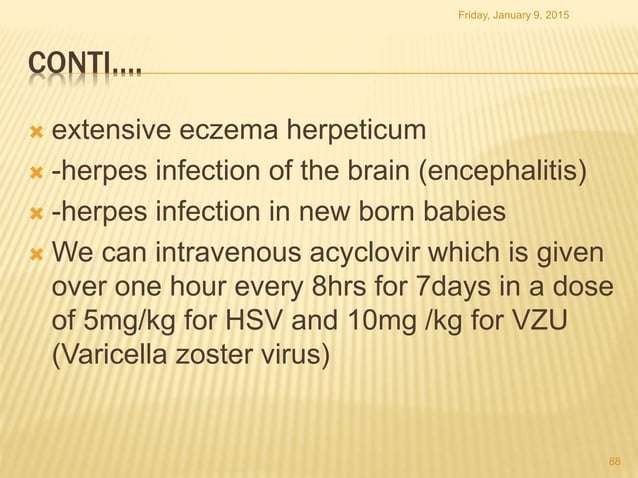 Friday, January 9, 2015
CONTI....
extensive eczema herpeticum
-herpes infection of the brain (encephalitis)
-herpes infection in new born babies
We can intravenous acyclovir which is given
over one hour every 8hrs for 7days in a dose
of 5mg/kg for HSV and 10mg /kg for VZU
(Varicella zoster virus)
88